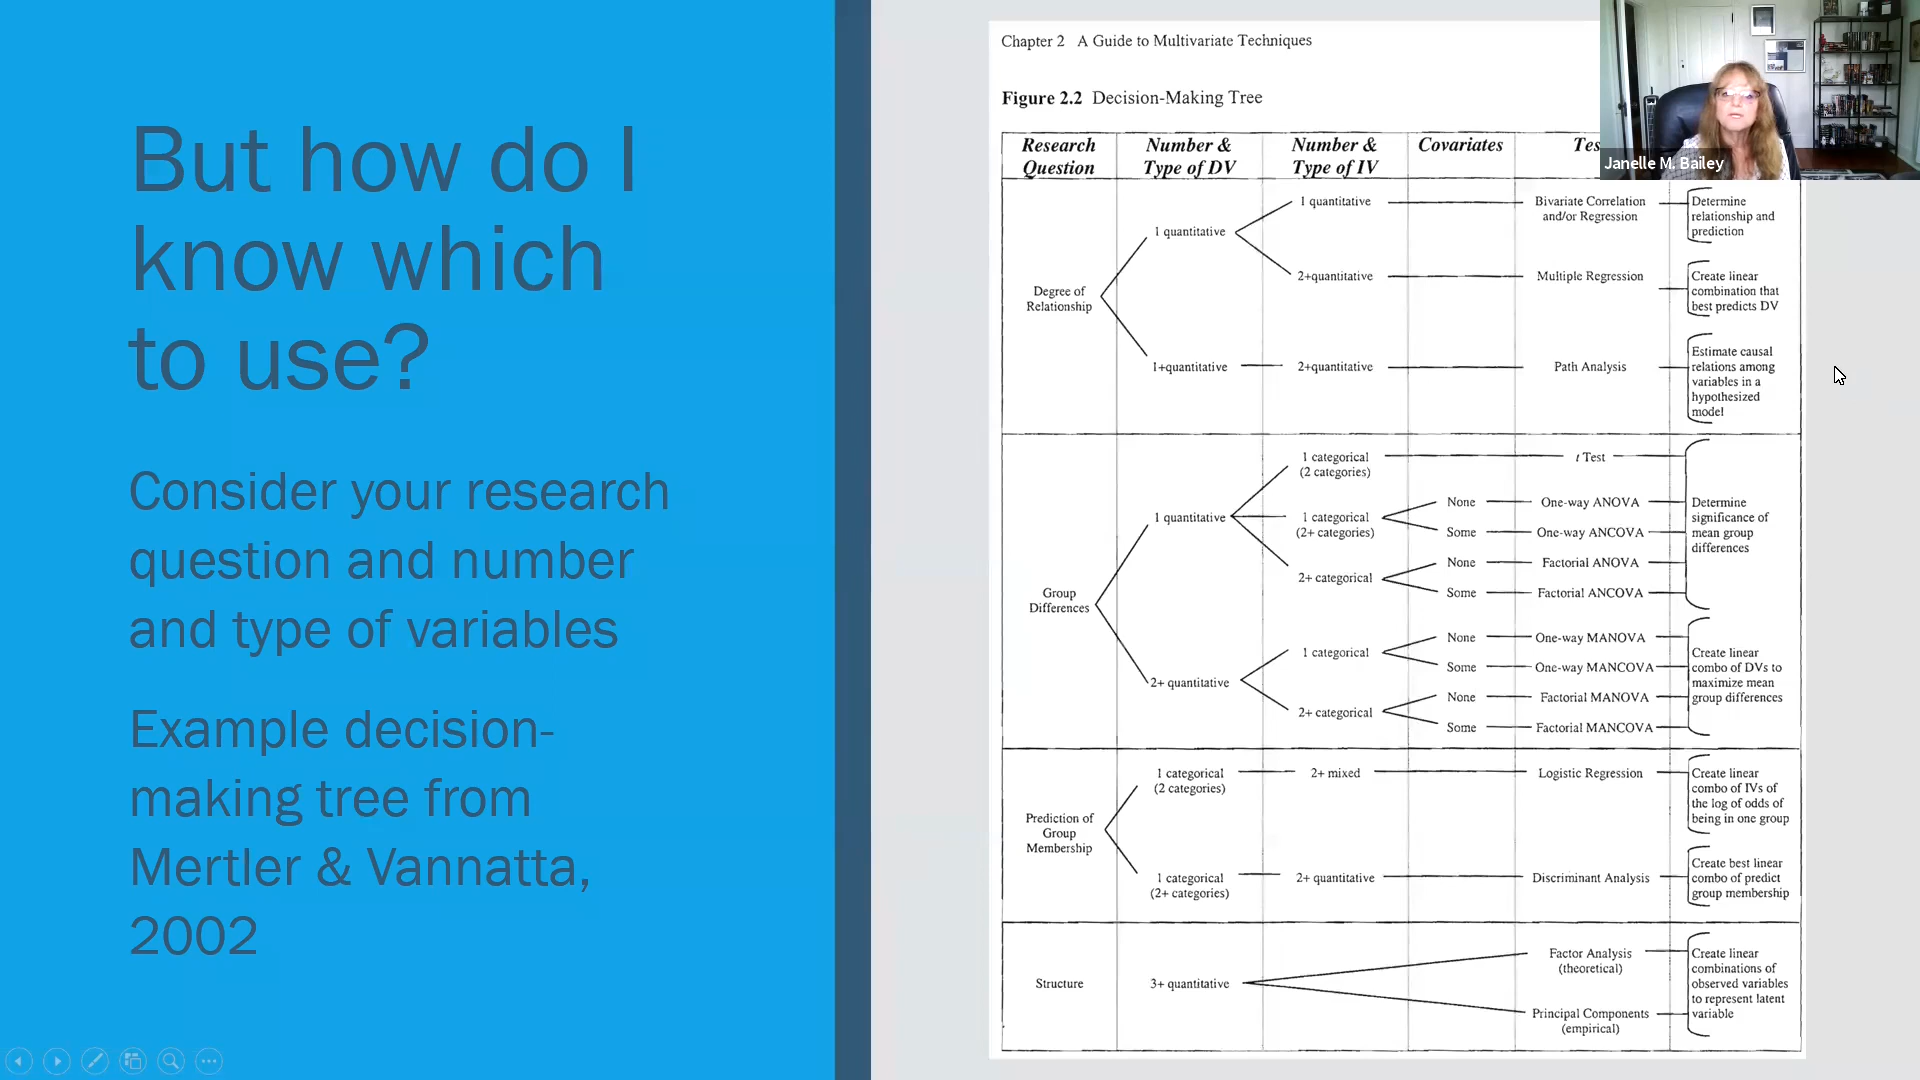 But how do I
know which
to use?
Consider your research
question and number
and type of variables
Example decision-
making tree from
Mertler & Vannatta,
2002
Chapter 2 A Guide to Multivariate Techniques
Figure 2.2 Decision-Making Tree
Research
Question
Number &
Type of DV
Number &
Type of IV
Covariates
Tes
Janelle M. Bailey
Degree of
Relationship
1 quantitative
1 quantitative
Bivariate Correlation
and/or Regression
Determine
relationship and
prediction
2+quantitative
Multiple Regression
Create linear
combination that
best predicts DV
1+quantitative
2+quantitative
Path Analysis
Estimate causal
relations among
variables in a
hypothesized
model
Group
Differences
1 quantitative
1 categorical
(2 categories)
t Test
1 categorical
(2+ categories)
None
One-way ANOVA
Some
One-way ANCOVA
2+ categorical
None
Factorial ANOVA
Some
Factorial ANCOVA
Determine
significance of
mean group
differences
2+ quantitative
1 categorical
None
One-way MANOVA
Some
One-way MANCOVA
2+ categorical
None
Factorial MANOVA
Some
Factorial MANCOVA
Create linear
combo of DVs to
maximize mean
group differences
Prediction of
Group
Membership
1 categorical
(2 categories)
2+ mixed
Logistic Regression
Create linear
combo of IVs of
the log of odds of
being in one group
1 categorical
(2+ categories)
2+ quantitative
Discriminant Analysis
Create best linear
combo of predict
group membership
Structure
3+ quantitative
Factor Analysis
(theoretical)
Principal Components
(empirical)
Create linear
combinations of
observed variables
to represent latent
variable